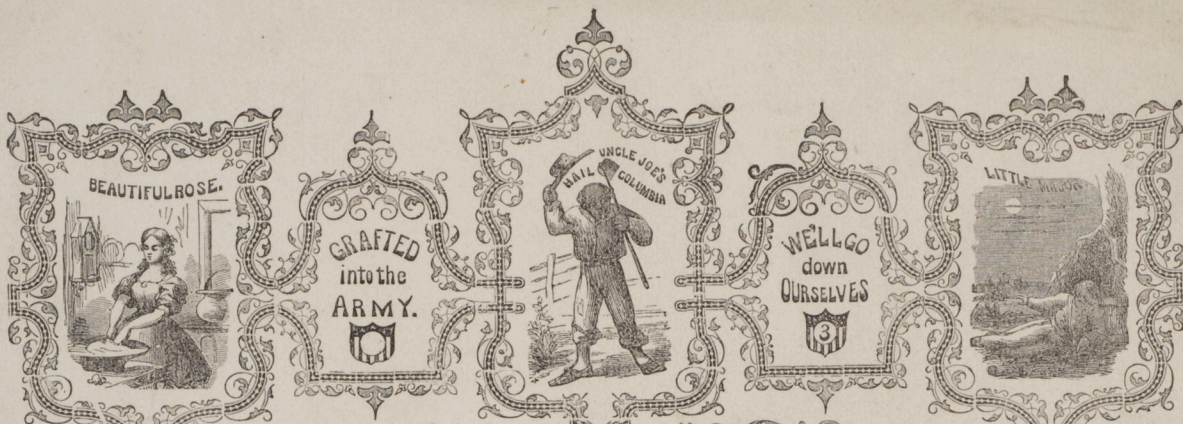 BEAUTIFUL ROSE.
GRAFTED
into the
ARMY.
UNCLE JOE'S
HAIL COLUMBIA
WE'LL GO
down
OURSELVES
3
LITTLE MAJOR